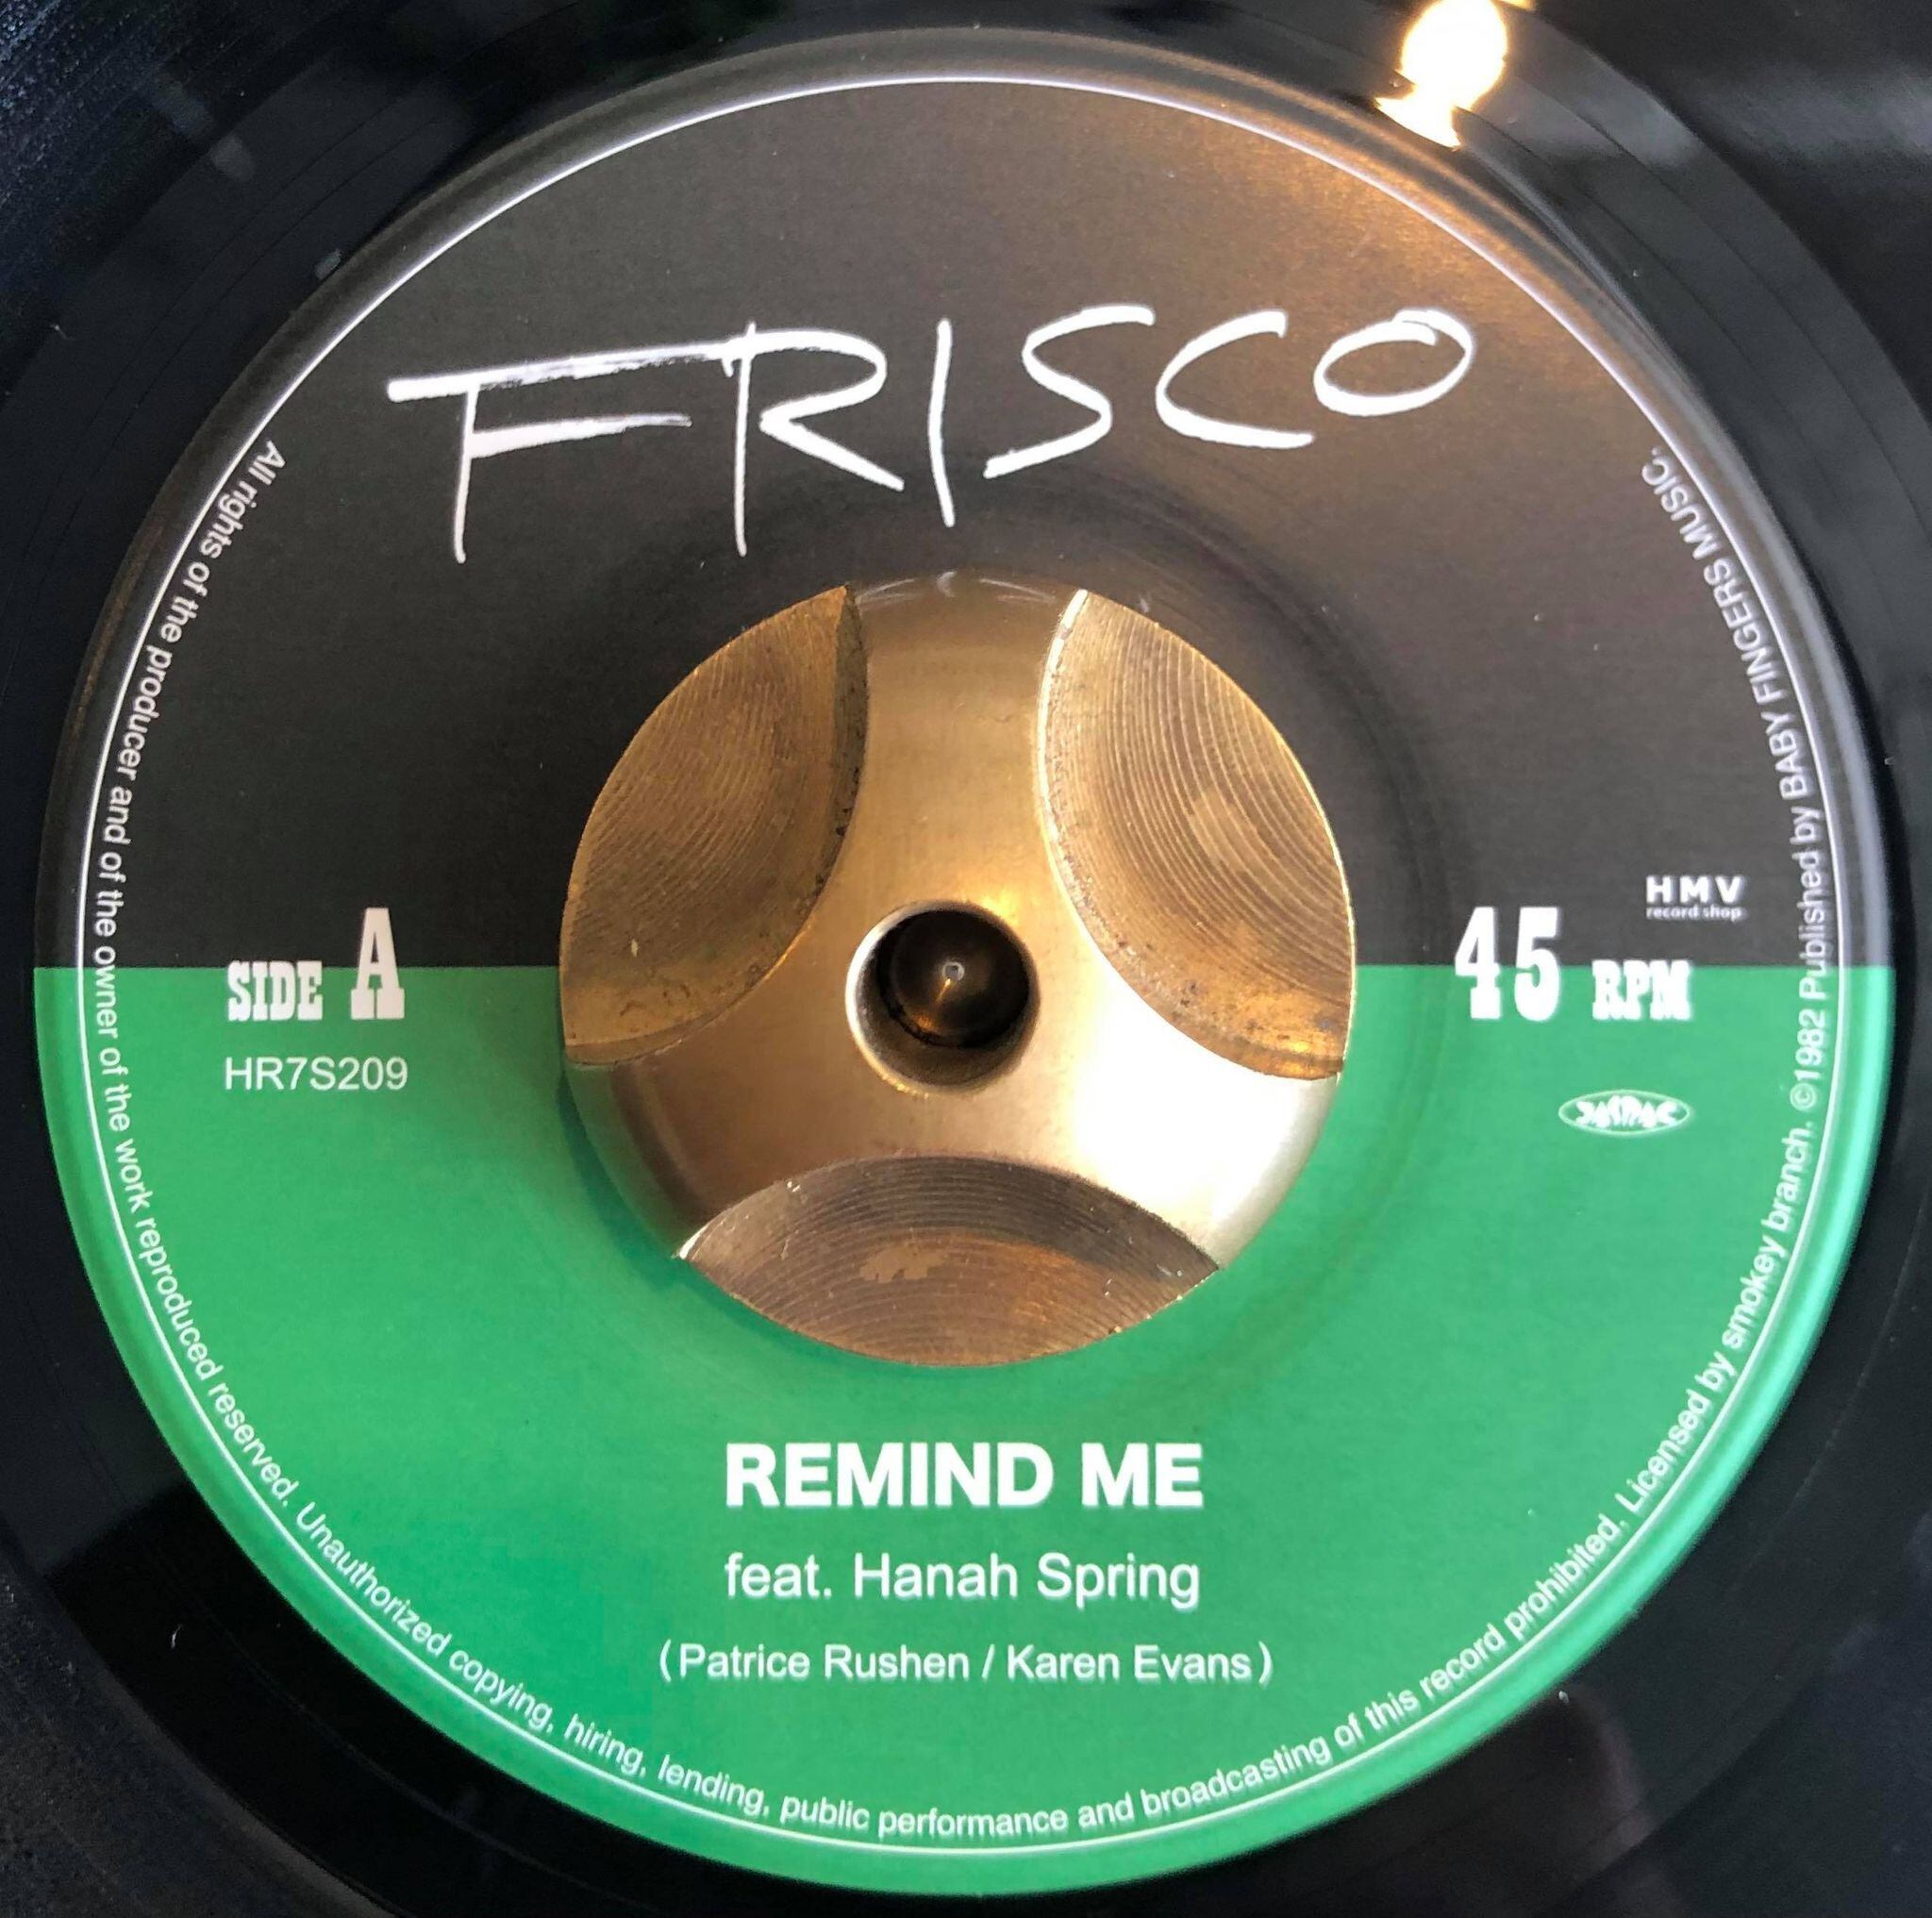 FRISCO
HMV
record shop
SIDE A
45 RPM
HR7S209
JASRAC
REMIND ME
feat. Hanah Spring
(Patrice Rushen / Karen Evans)
All rights of the producer and of the owner of the work reproduced reserved. Unauthorized copying, hiring, lending, public performance and broadcasting of this record prohibited. Licensed by smokey branch. ©1982 Published by BABY FINGERS MUSIC.